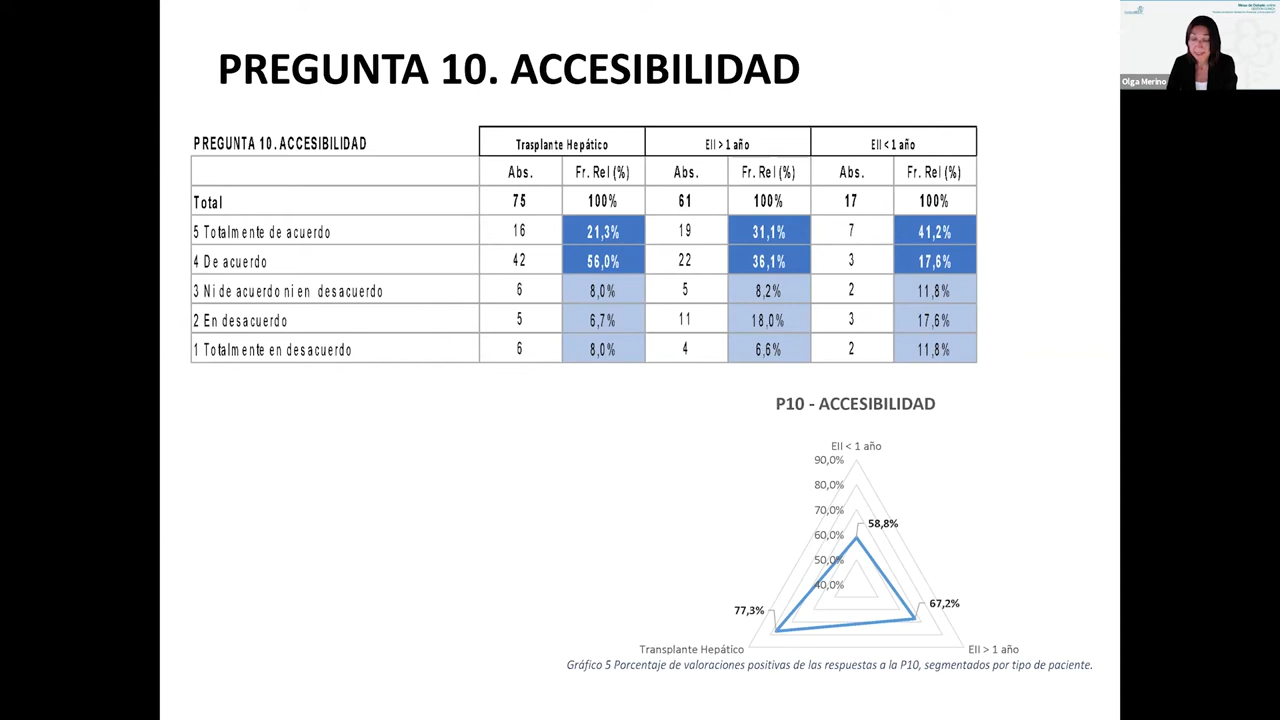 PREGUNTA 10. ACCESIBILIDAD
Olga Merino
PREGUNTA 10. ACCESIBILIDAD Trasplante Hepático EII > 1 año EII < 1 año
Abs. Fr. Rel (%) Abs. Fr. Rel (%) Abs. Fr. Rel (%)
Total 75 100% 61 100% 17 100%
5 Totalmente de acuerdo 16 21,3% 19 31,1% 7 41,2%
4 De acuerdo 42 56,0% 22 36,1% 3 17,6%
3 Ni de acuerdo ni en desacuerdo 6 8,0% 5 8,2% 2 11,8%
2 En desacuerdo 5 6,7% 11 18,0% 3 17,6%
1 Totalmente en desacuerdo 6 8,0% 4 6,6% 2 11,8%
P10 - ACCESIBILIDAD
EII < 1 año
90,0%
80,0%
70,0%
58,8%
60,0%
50,0%
40,0%
77,3% 67,2%
Transplante Hepático EII > 1 año
Gráfico 5 Porcentaje de valoraciones positivas de las respuestas a la P10, segmentados por tipo de paciente.